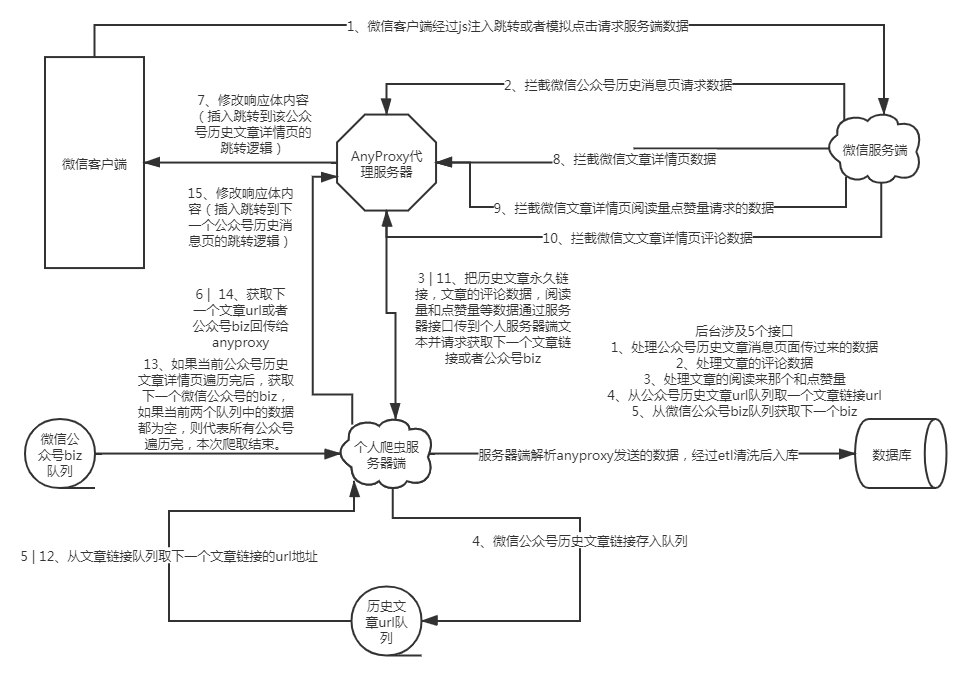 1、微信客户端经过js注入跳转或者模拟点击请求服务端数据
2、拦截微信公众号历史消息页请求数据
7、修改响应体内容
（插入跳转到该公众
号历史文章详情页的
跳转逻辑）
微信客户端
AnyProxy代
理服务器
8、拦截微信文章详情页数据
微信服务端
15、修改响应体内
容（插入跳转到下
一个公众号历史消
息页的跳转逻辑）
9、拦截微信文章详情页阅读量点赞量请求的数据
10、拦截微信文文章详情页评论数据
3 | 11、把历史文章永久链
接，文章的评论数据，阅读
量和点赞量等数据通过服务
器接口传到个人服务器端文
本并请求获取下一个文章链
接或者公众号biz
6 | 14、获取下
一个文章url或者
公众号biz回传给
anyproxy
后台涉及5个接口
1、处理公众号历史文章消息页面传过来的数据
2、处理文章的评论数据
3、处理文章的阅读来那个和点赞量
4、从公众号历史文章url队列取一个文章链接url
5、从微信公众号biz队列获取下一个biz
13、如果当前公众号历史
文章详情页遍历完后，获取
下一个微信公众号的biz，
如果当前两个队列中的数据
都为空，则代表所有公众号
遍历完，本次爬取结束。
微信公
众号biz
队列
个人爬虫服
务器端
服务器端解析anyproxy发送的数据，经过etl清洗后入库
数据库
4、微信公众号历史文章链接存入队列
5 | 12、从文章链接队列取下一个文章链接的url地址
历史文
章url队
列